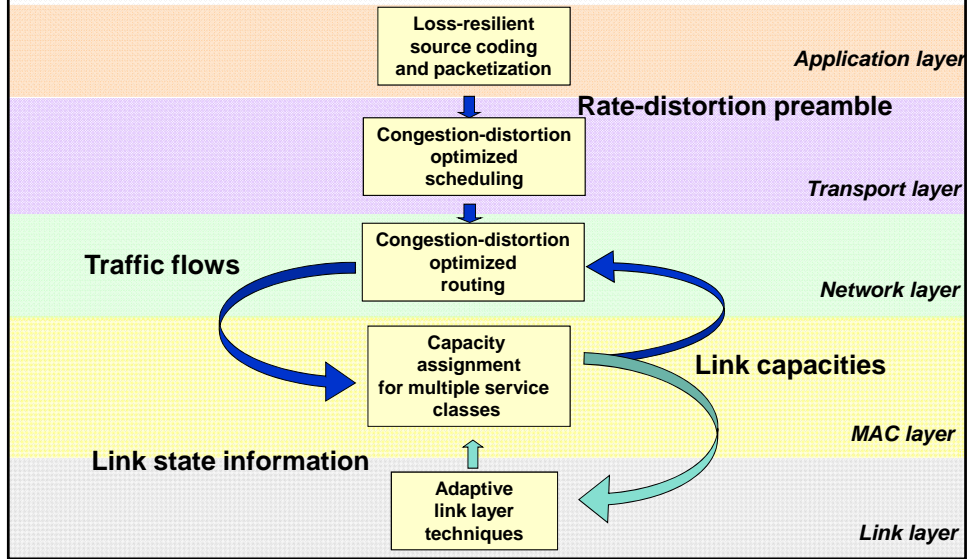 Loss-resilient
source coding
and packetization
Application layer
Rate-distortion preamble
Congestion-distortion
optimized
scheduling
Transport layer
Congestion-distortion
optimized
routing
Traffic flows
Network layer
Capacity
assignment
for multiple service
classes
Link capacities
MAC layer
Link state information
Adaptive
link layer
techniques
Link layer